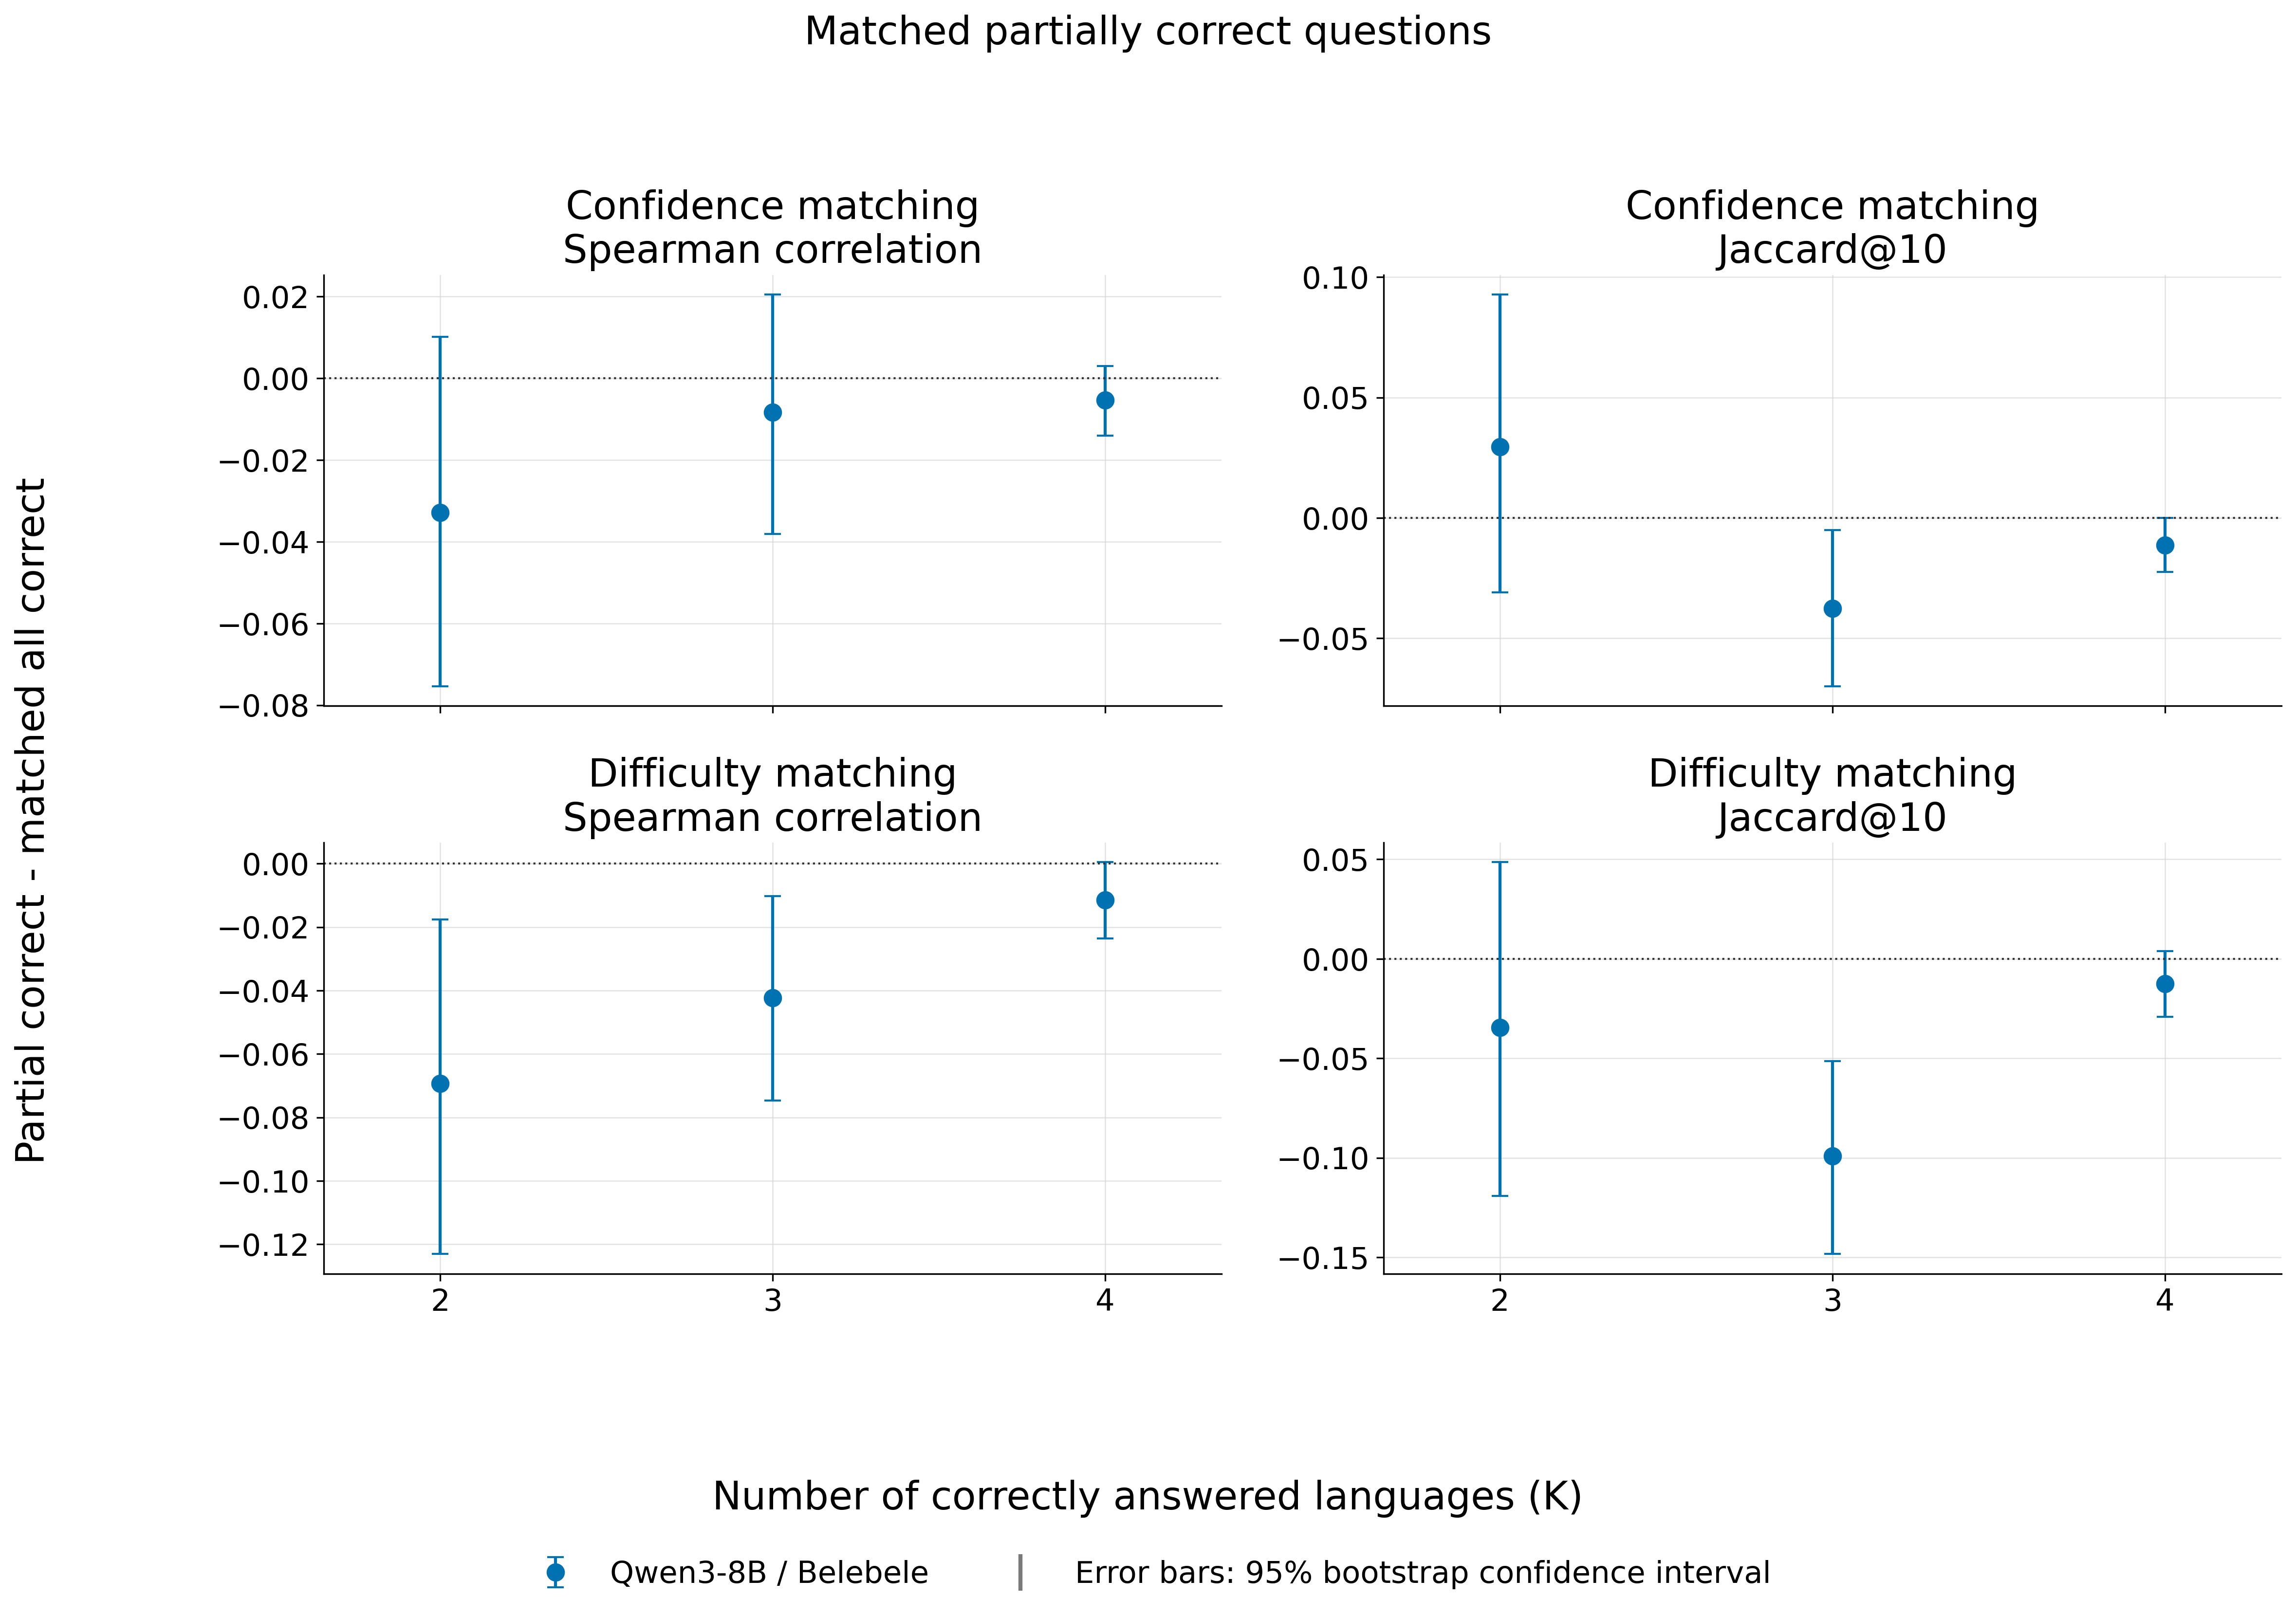 Matched partially correct questions
Partial correct - matched all correct
Confidence matching
Spearman correlation
0.02
0.00
−0.02
−0.04
−0.06
−0.08
Confidence matching
Jaccard@10
0.10
0.05
0.00
−0.05
Difficulty matching
Spearman correlation
0.00
−0.02
−0.04
−0.06
−0.08
−0.10
−0.12
2 3 4
Difficulty matching
Jaccard@10
0.05
0.00
−0.05
−0.10
−0.15
2 3 4
Number of correctly answered languages (K)
Qwen3-8B / Belebele
Error bars: 95% bootstrap confidence interval